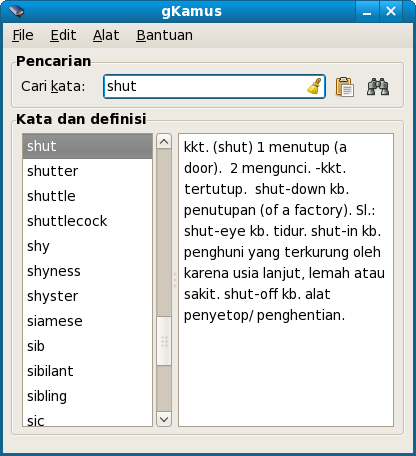 gKamus
File Edit Alat Bantuan
Pencarian
Cari kata: shut
Kata dan definisi
shut
shutter
shuttle
shuttlecock
shy
shyness
shyster
siamese
sib
sibilant
sibling
sic
kkt. (shut) 1 menutup (a
door).  2 mengunci. -kkt.
tertutup.  shut-down kb.
penutupan (of a factory). Sl.:
shut-eye kb. tidur. shut-in kb.
penghuni yang terkurung oleh
karena usia lanjut, lemah atau
sakit. shut-off kb. alat
penyetop/ penghentian.